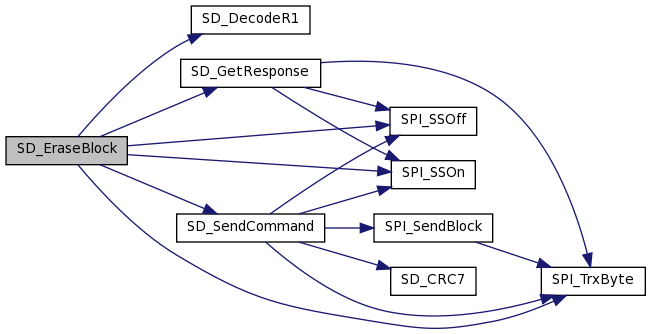 SD_DecodeR1
SD_GetResponse
SPI_SSOff
SD_EraseBlock
SPI_SSOn
SD_SendCommand
SPI_SendBlock
SD_CRC7
SPI_TrxByte